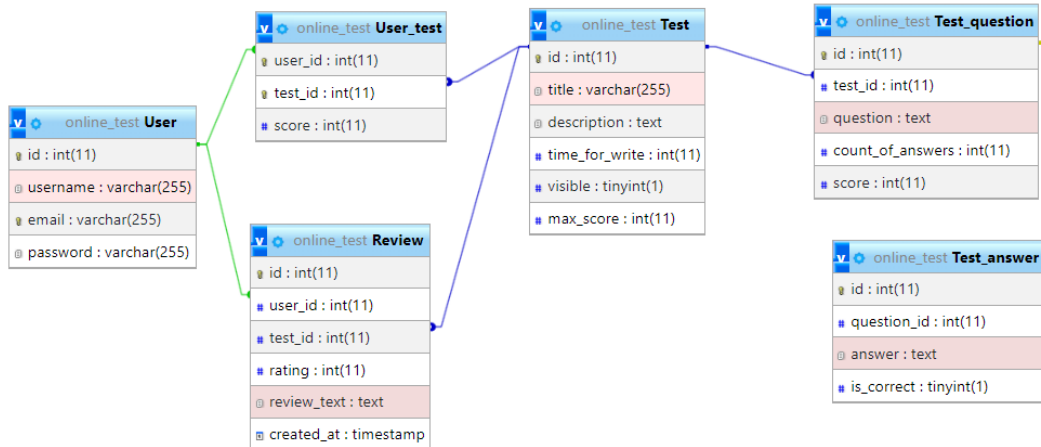 online_test User
id : int(11)
username : varchar(255)
email : varchar(255)
password : varchar(255)
online_test User_test
user_id : int(11)
test_id : int(11)
score : int(11)
online_test Review
id : int(11)
user_id : int(11)
test_id : int(11)
rating : int(11)
review_text : text
created_at : timestamp
online_test Test
id : int(11)
title : varchar(255)
description : text
time_for_write : int(11)
visible : tinyint(1)
max_score : int(11)
online_test Test_question
id : int(11)
test_id : int(11)
question : text
count_of_answers : int(11)
score : int(11)
online_test Test_answer
id : int(11)
question_id : int(11)
answer : text
is_correct : tinyint(1)